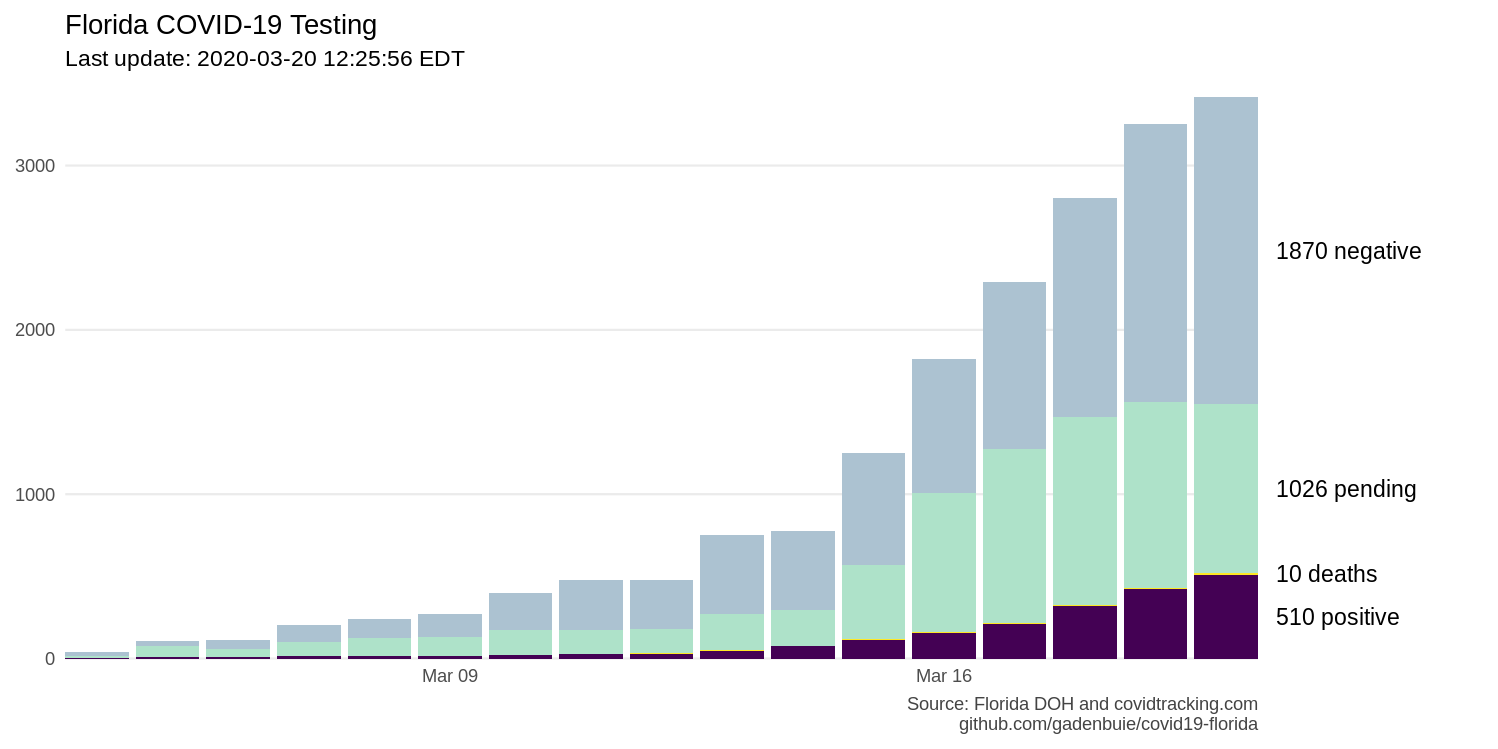 Florida COVID-19 Testing
Last update: 2020-03-20 12:25:56 EDT
3000
2000
1000
0
1870 negative
1026 pending
10 deaths
510 positive
Mar 09
Mar 16
Source: Florida DOH and covidtracking.com
github.com/gadenbuie/covid19-florida